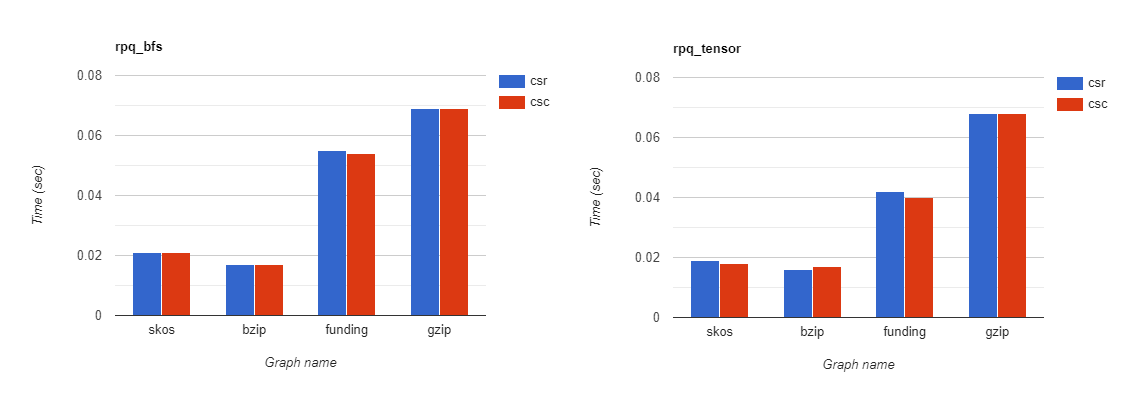 rpq_bfs
0.08
0.06
0.04
0.02
0
Time (sec)
skos bzip funding gzip
Graph name
csr
csc
rpq_tensor
0.08
0.06
0.04
0.02
0
Time (sec)
skos bzip funding gzip
Graph name
csr
csc